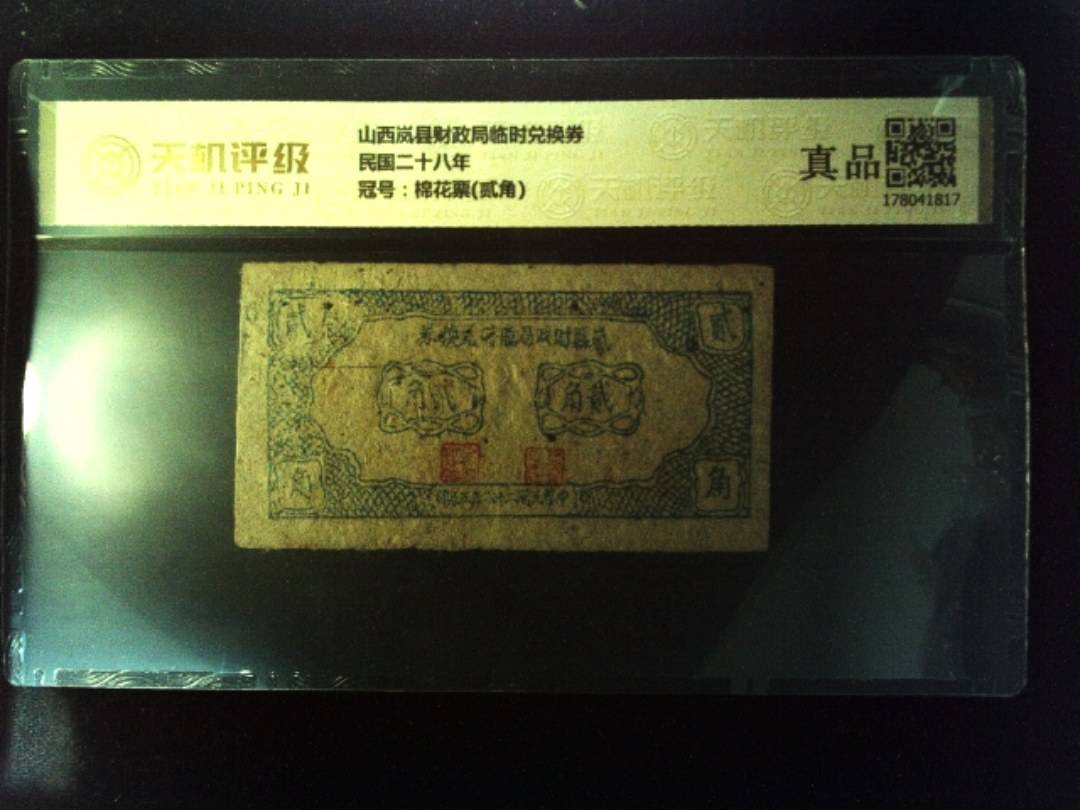 天机评级
TIAN JI PING JI
山西岚县财政局临时兑换券
民国二十八年
冠号：棉花票(贰角)
真品
178041817
贰
贰
角贰
角贰
角
角